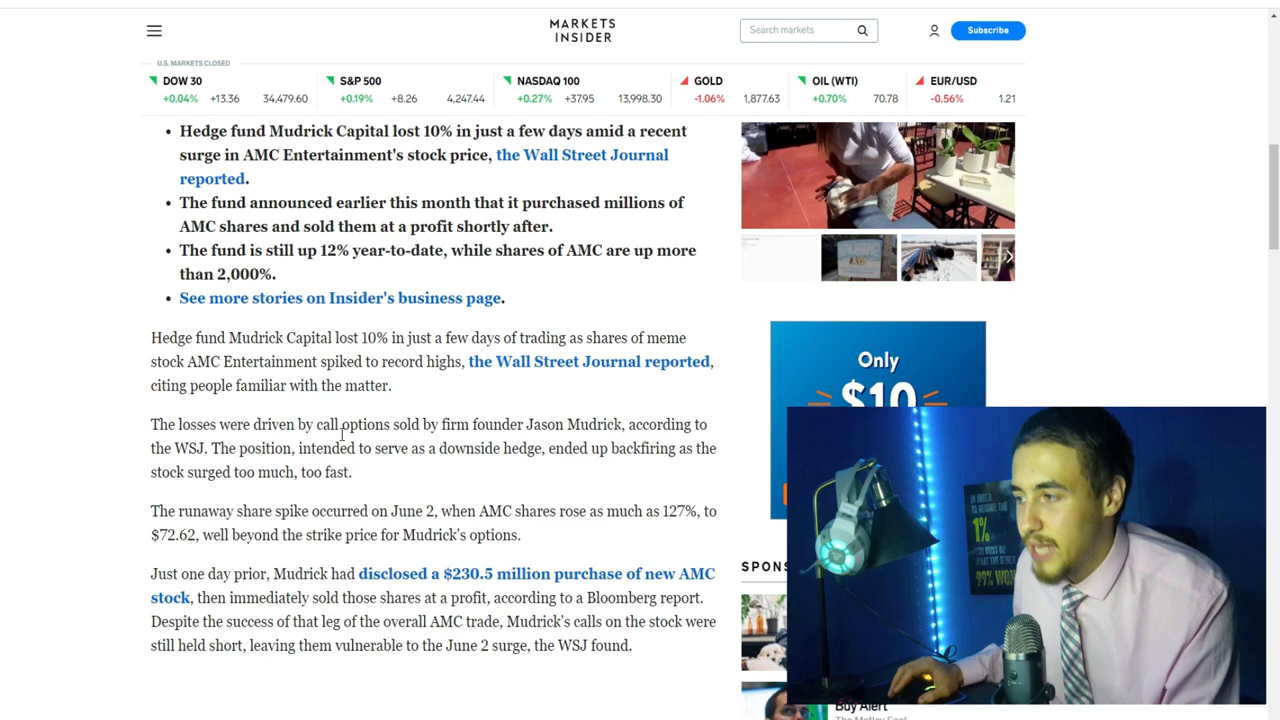 MARKETS
INSIDER
Search markets
Subscribe
U.S. MARKETS CLOSED
DOW 30
+0.04% +13.36 34,479.60
S&P 500
+0.19% +8.26 4,247.44
NASDAQ 100
+0.27% +37.95 13,998.30
GOLD
-1.06% 1,877.63
OIL (WTI)
+0.70% 70.78
EUR/USD
-0.56% 1.21
• Hedge fund Mudrick Capital lost 10% in just a few days amid a recent
surge in AMC Entertainment's stock price, the Wall Street Journal
reported.
• The fund announced earlier this month that it purchased millions of
AMC shares and sold them at a profit shortly after.
• The fund is still up 12% year-to-date, while shares of AMC are up more
than 2,000%.
• See more stories on Insider's business page.
Hedge fund Mudrick Capital lost 10% in just a few days of trading as shares of meme
stock AMC Entertainment spiked to record highs, the Wall Street Journal reported,
citing people familiar with the matter.
The losses were driven by call options sold by firm founder Jason Mudrick, according to
the WSJ. The position, intended to serve as a downside hedge, ended up backfiring as the
stock surged too much, too fast.
The runaway share spike occurred on June 2, when AMC shares rose as much as 127%, to
$72.62, well beyond the strike price for Mudrick's options.
Just one day prior, Mudrick had disclosed a $230.5 million purchase of new AMC
stock, then immediately sold those shares at a profit, according to a Bloomberg report.
Despite the success of that leg of the overall AMC trade, Mudrick's calls on the stock were
still held short, leaving them vulnerable to the June 2 surge, the WSJ found.
Only
$10
SPONS
Buy Alert
The Motley Fool
IN ORDER
TO BECOME THE
1%
99% WON